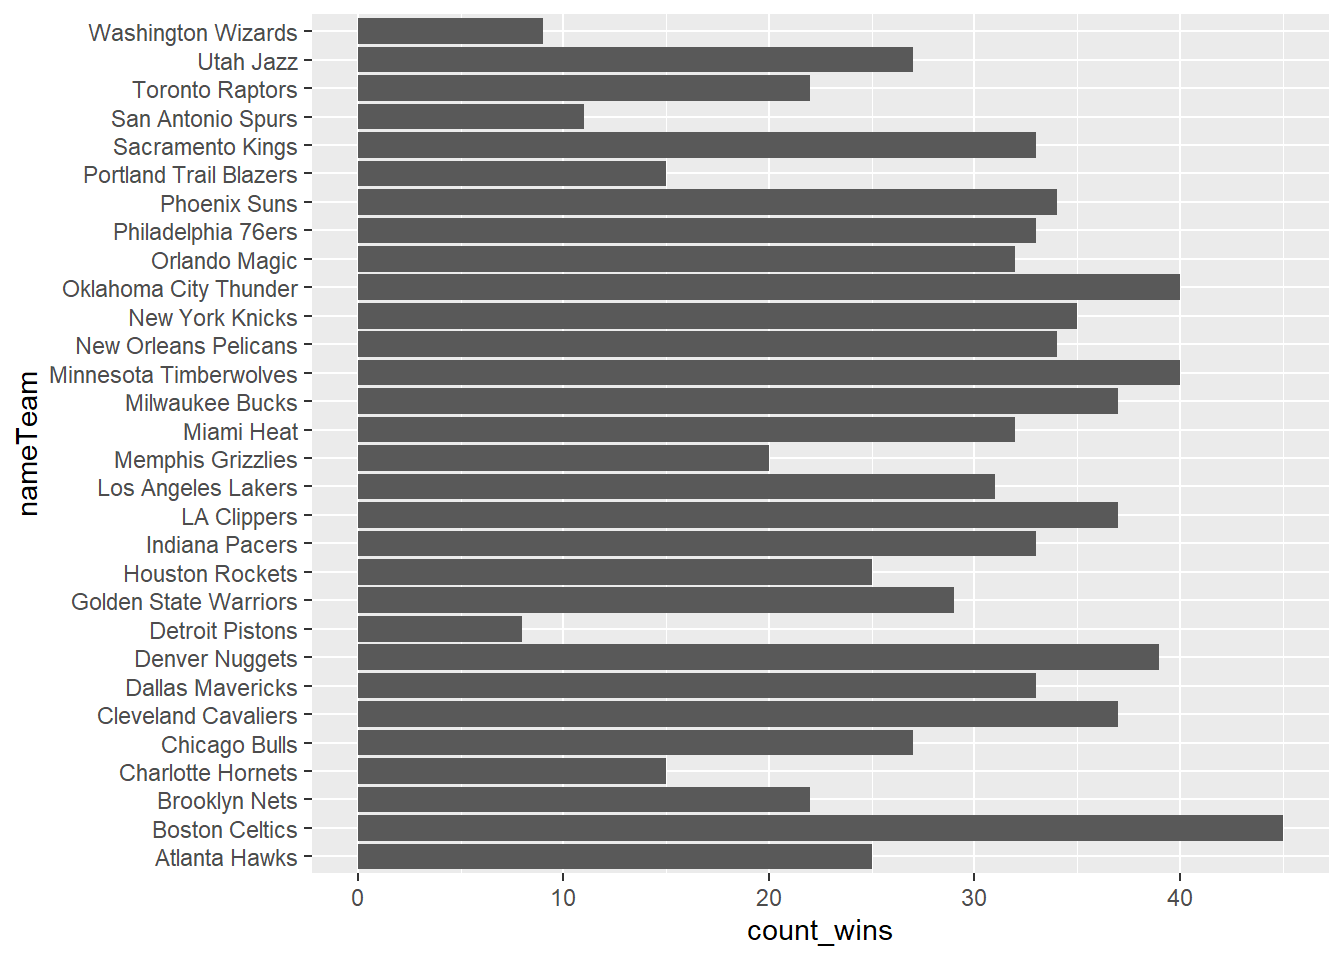 nameTeam
Washington Wizards
Utah Jazz
Toronto Raptors
San Antonio Spurs
Sacramento Kings
Portland Trail Blazers
Phoenix Suns
Philadelphia 76ers
Orlando Magic
Oklahoma City Thunder
New York Knicks
New Orleans Pelicans
Minnesota Timberwolves
Milwaukee Bucks
Miami Heat
Memphis Grizzlies
Los Angeles Lakers
LA Clippers
Indiana Pacers
Houston Rockets
Golden State Warriors
Detroit Pistons
Denver Nuggets
Dallas Mavericks
Cleveland Cavaliers
Chicago Bulls
Charlotte Hornets
Brooklyn Nets
Boston Celtics
Atlanta Hawks
0 10 20 30 40
count_wins